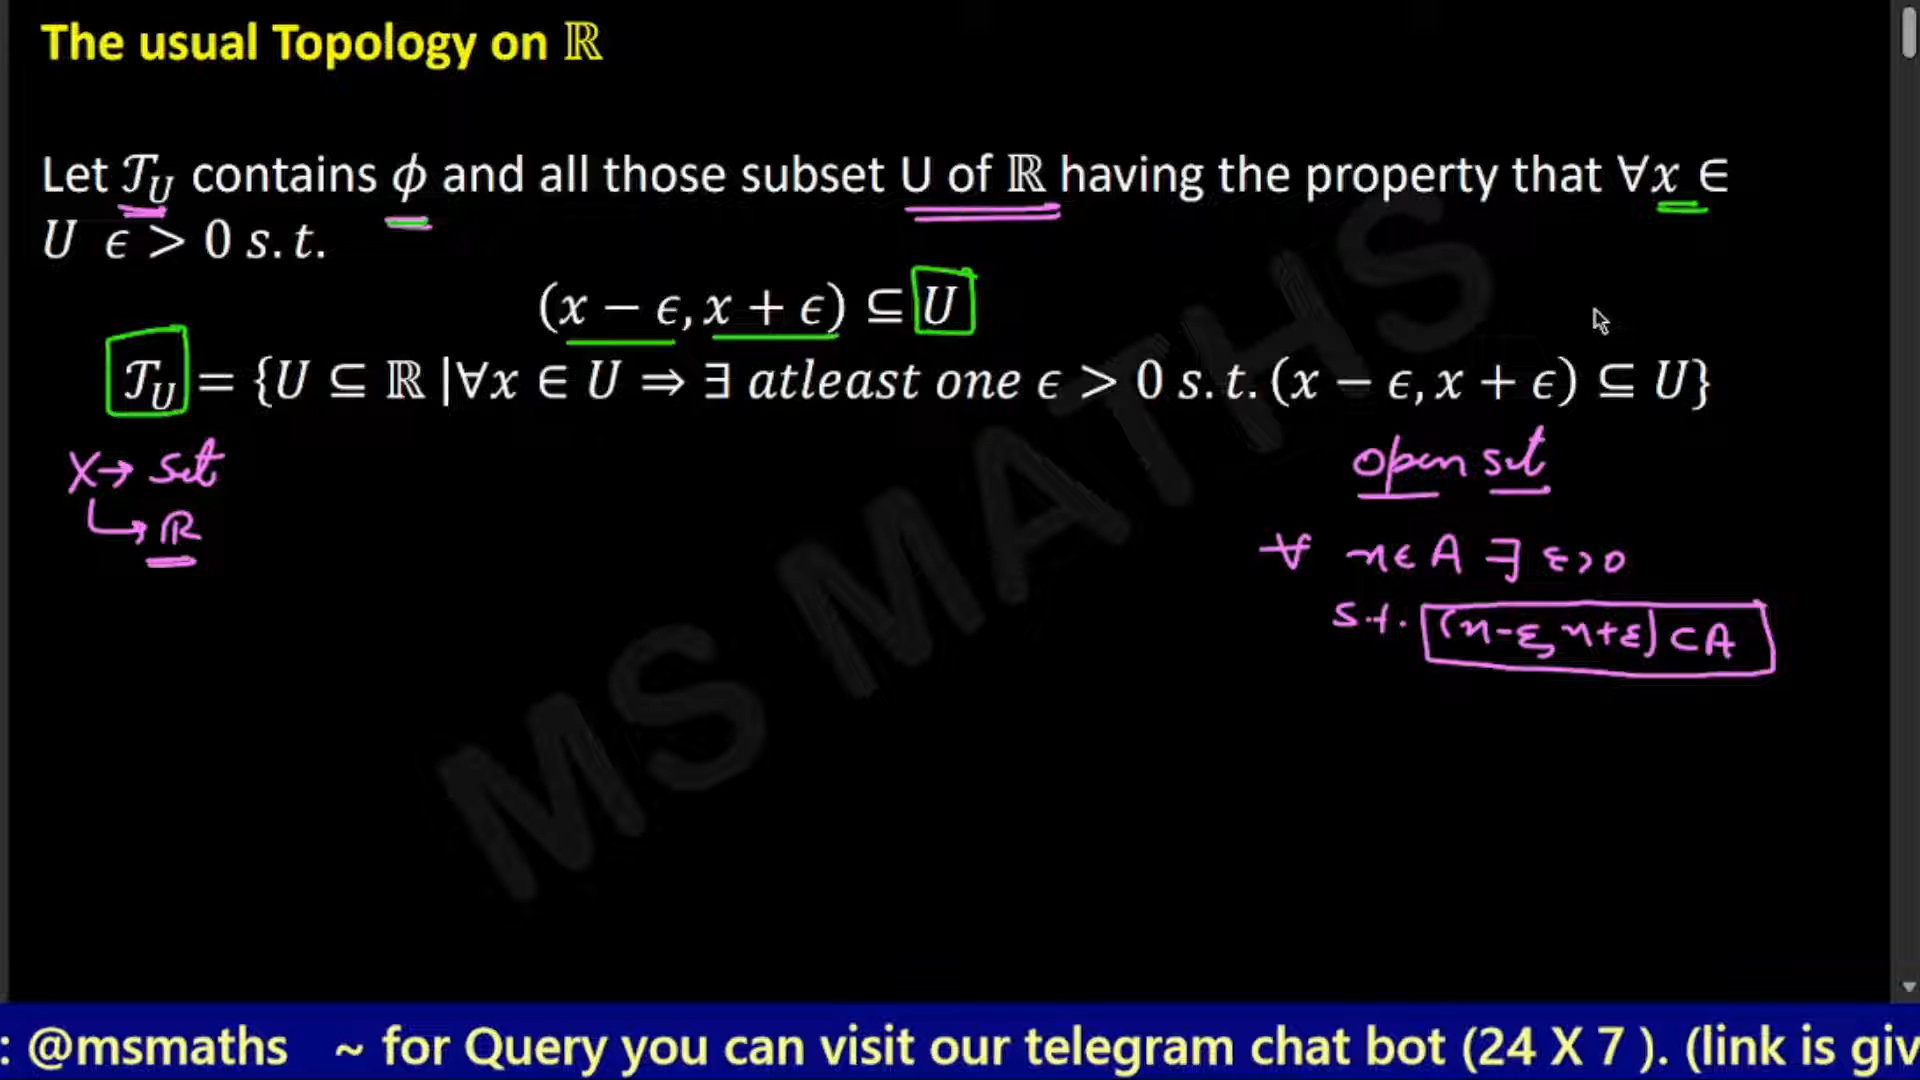 The usual Topology on ℝ
Let 𝒯_U contains ϕ and all those subset U of ℝ having the property that ∀x ∈
U ϵ > 0 s.t.
(x − ϵ, x + ϵ) ⊆ U
𝒯_U = {U ⊆ ℝ |∀x ∈ U ⇒ ∃ atleast one ϵ > 0 s.t. (x − ϵ, x + ϵ) ⊆ U}
X → set
↳ ℝ
open set
∀ x ∈ A ∃ ε > 0
s.t. (x-ε, x+ε) ⊂ A
MS MATHS
: @msmaths ~ for Query you can visit our telegram chat bot (24 X 7 ). (link is giv